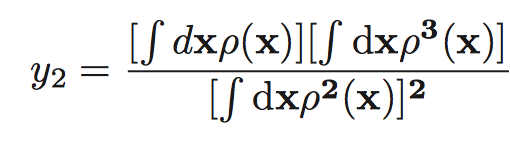 y₂ = [∫ d𝐱ρ(𝐱)][∫ d𝐱ρ³(𝐱)] / [∫ d𝐱ρ²(𝐱)]²